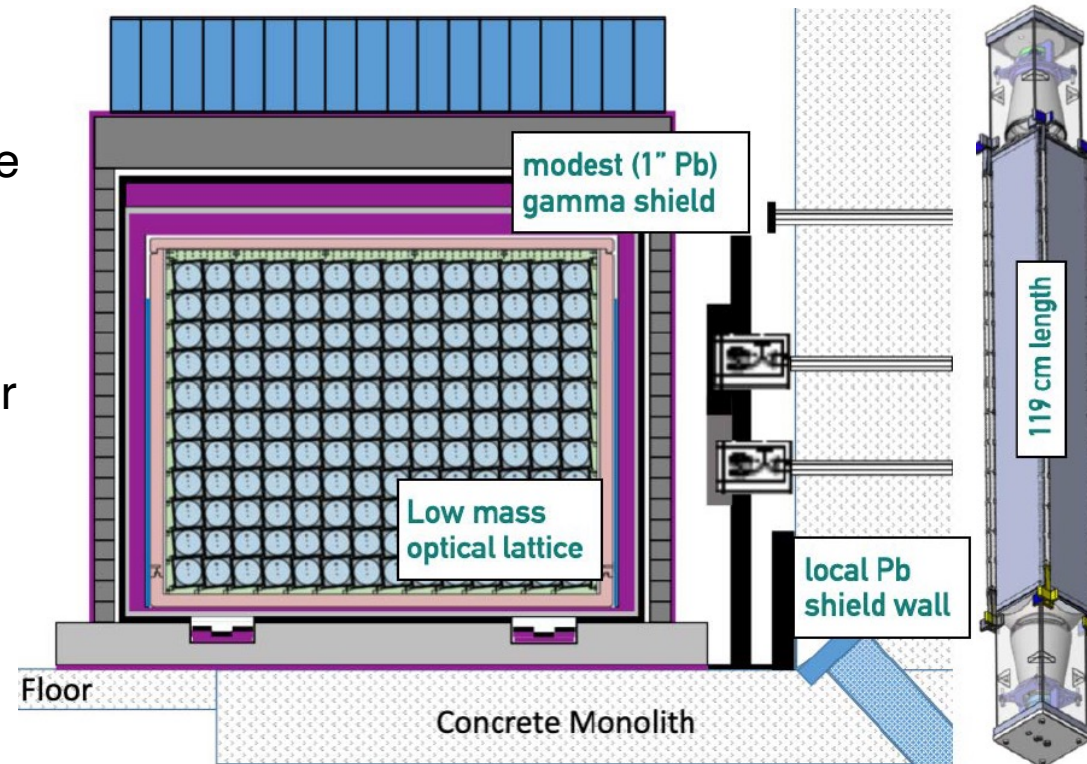 e
r
modest (1” Pb)
gamma shield
Low mass
optical lattice
local Pb
shield wall
119 cm length
Floor
Concrete Monolith